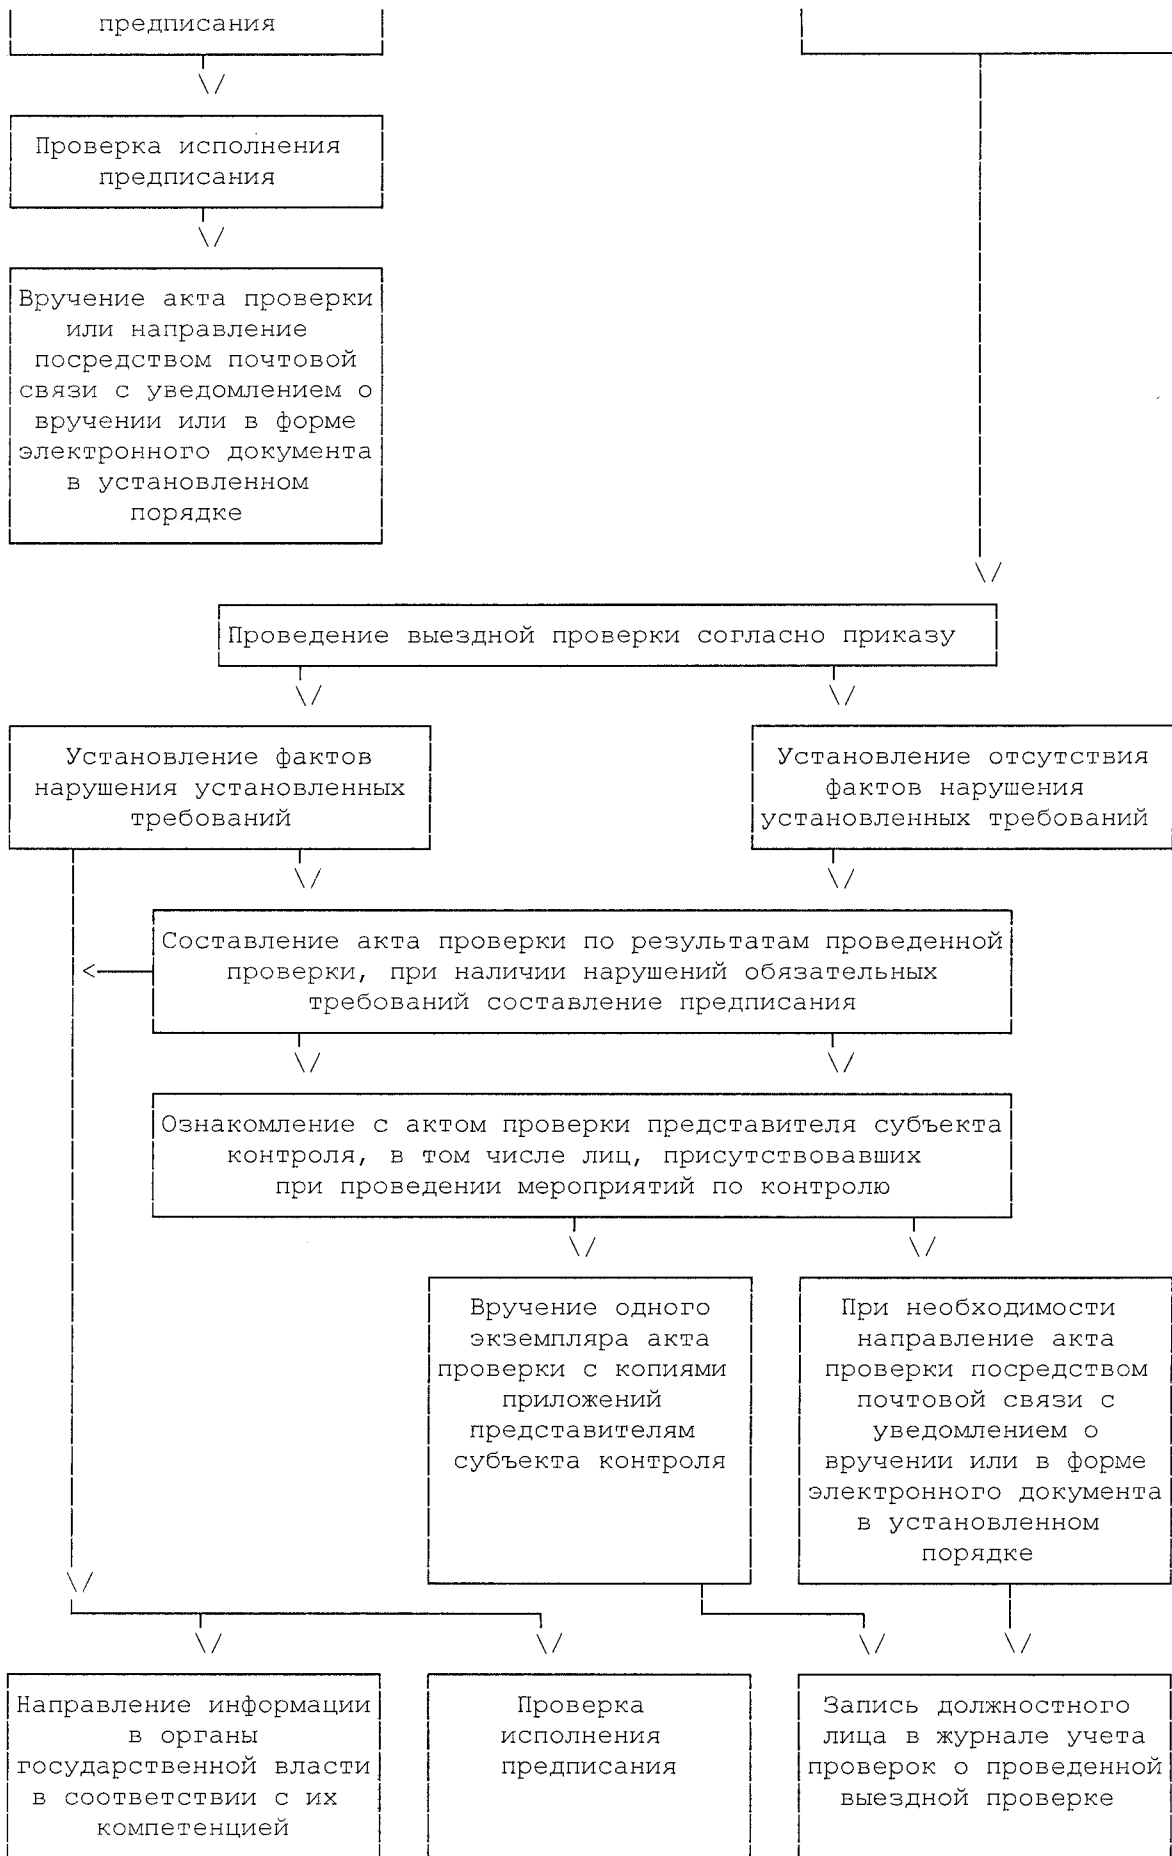 предписания
Проверка исполнения
предписания
Вручение акта проверки
или направление
посредством почтовой
связи с уведомлением о
вручении или в форме
электронного документа
в установленном
порядке
Проведение выездной проверки согласно приказу
Установление фактов
нарушения установленных
требований
Установление отсутствия
фактов нарушения
установленных требований
Составление акта проверки по результатам проведенной
проверки, при наличии нарушений обязательных
требований составление предписания
Ознакомление с актом проверки представителя субъекта
контроля, в том числе лиц, присутствовавших
при проведении мероприятий по контролю
Вручение одного
экземпляра акта
проверки с копиями
приложений
представителям
субъекта контроля
При необходимости
направление акта
проверки посредством
почтовой связи с
уведомлением о
вручении или в форме
электронного документа
в установленном
порядке
Направление информации
в органы
государственной власти
в соответствии с их
компетенцией
Проверка
исполнения
предписания
Запись должностного
лица в журнале учета
проверок о проведенной
выездной проверке